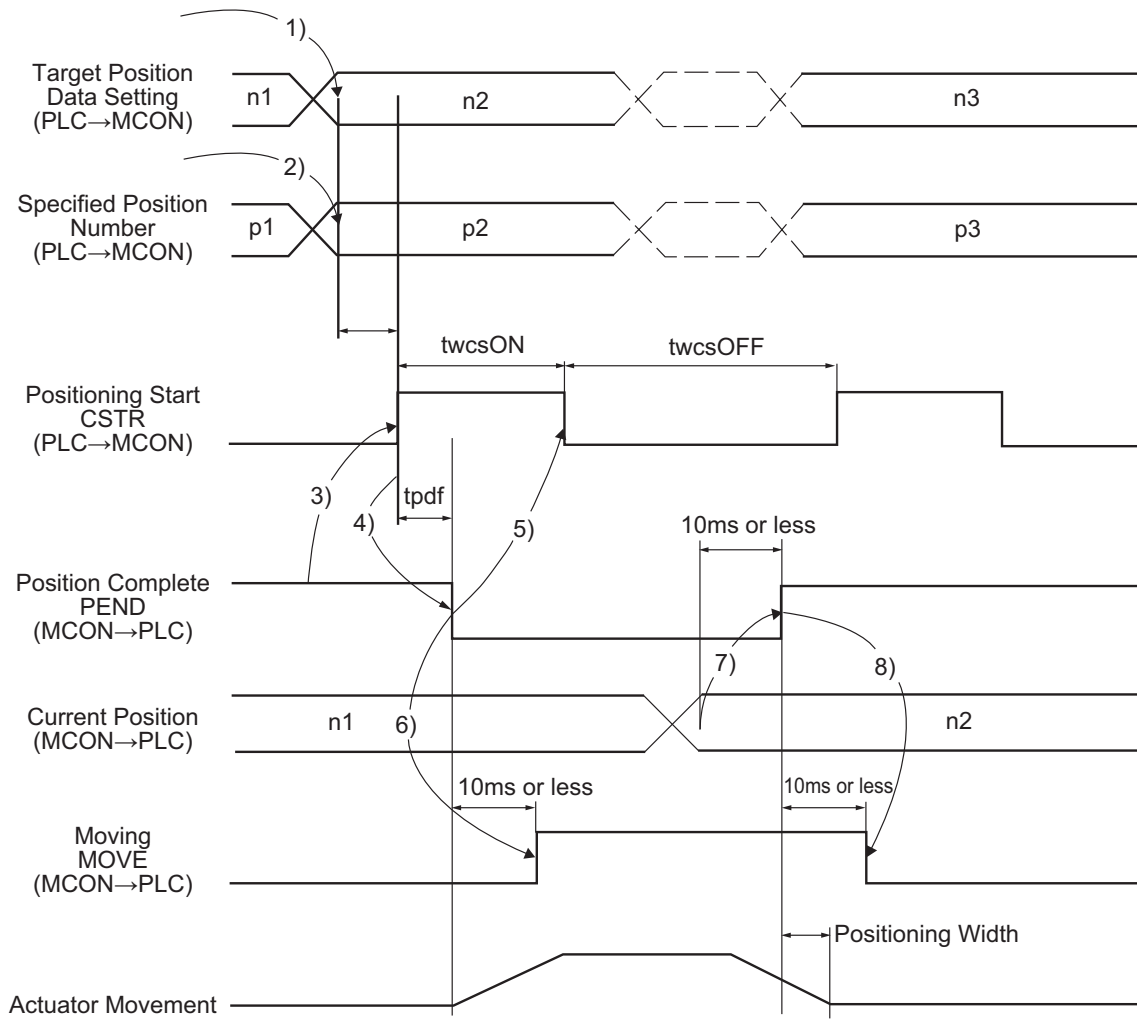 1)
Target Position
Data Setting
(PLC→MCON)
n1
n2
n3
2)
Specified Position
Number
(PLC→MCON)
p1
p2
p3
twcsON
twcsOFF
Positioning Start
CSTR
(PLC→MCON)
3)
4)
tpdf
5)
10ms or less
Position Complete
PEND
(MCON→PLC)
7)
8)
Current Position
(MCON→PLC)
n1
6)
n2
10ms or less
10ms or less
Moving
MOVE
(MCON→PLC)
Positioning Width
Actuator Movement